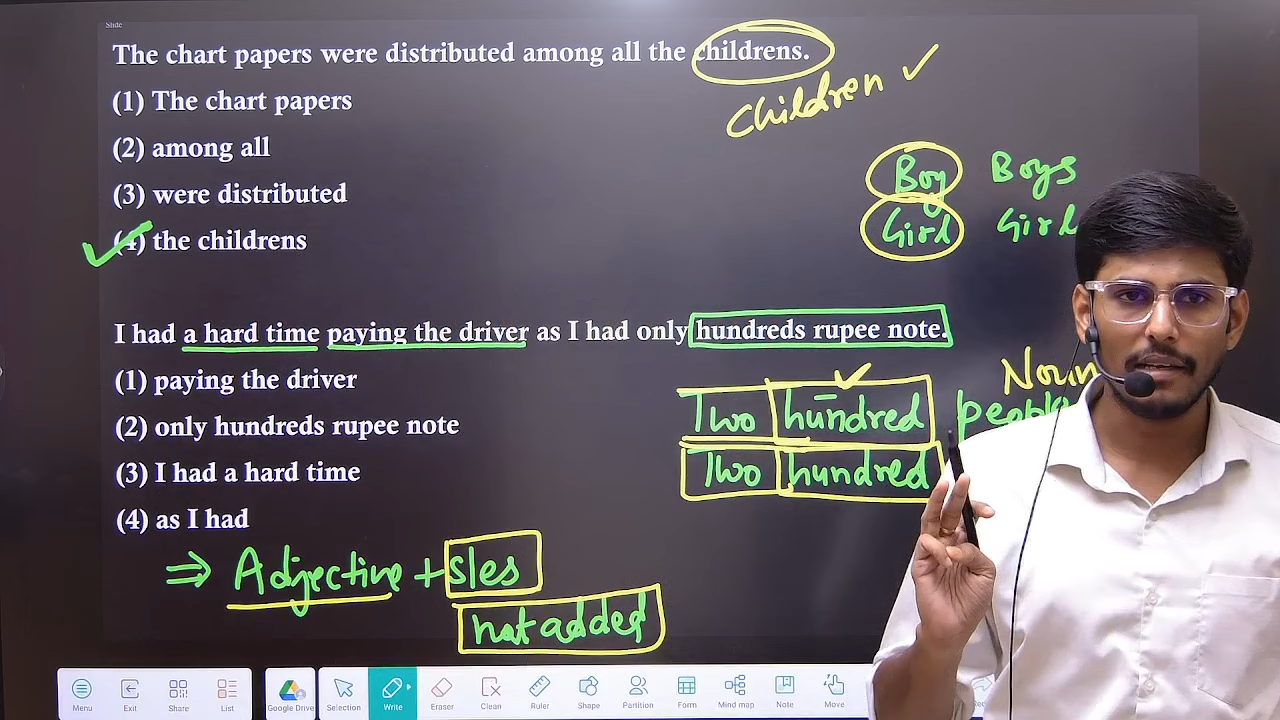 Slide
The chart papers were distributed among all the childrens.
children
(1) The chart papers
(2) among all
(3) were distributed
(4) the childrens
Boy Boys
Girl Girl
I had a hard time paying the driver as I had only hundreds rupee note.
(1) paying the driver
(2) only hundreds rupee note
(3) I had a hard time
(4) as I had
Noun
Two hundred
Two hundred
⇒ Adjective + s/es
not added
Menu Exit Share List Google Drive Selection Write Eraser Clean Ruler Shape Partition Form Mind map Note Move